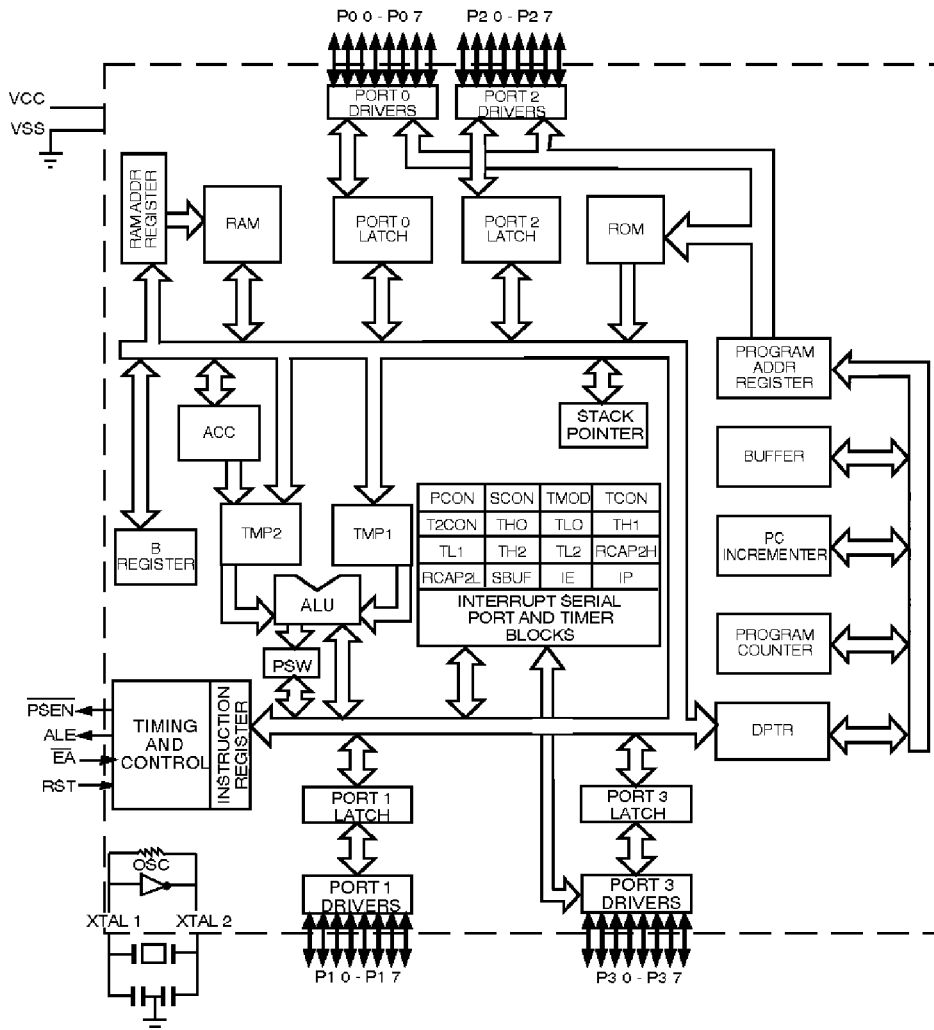 P0 0 - P0 7
P2 0 - P2 7
VCC
VSS
PORT 0
DRIVERS
PORT 2
DRIVERS
RAM ADDR
REGISTER
RAM
PORT 0
LATCH
PORT 2
LATCH
ROM
PROGRAM
ADDR
REGISTER
STACK
POINTER
ACC
BUFFER
B
REGISTER
TMP2
TMP1
PCON SCON TMOD TCON
T2CON TH0 TL0 TH1
TL1 TH2 TL2 RCAP2H
RCAP2L SBUF IE IP
INTERRUPT SERIAL
PORT AND TIMER
BLOCKS
PC
INCREMENTER
ALU
PSW
PROGRAM
COUNTER
PSEN
ALE
EA
RST
TIMING
AND
CONTROL
INSTRUCTION
REGISTER
DPTR
PORT 1
LATCH
PORT 3
LATCH
OSC
XTAL 1
XTAL 2
PORT 1
DRIVERS
PORT 3
DRIVERS
P1 0 - P1 7
P3 0 - P3 7